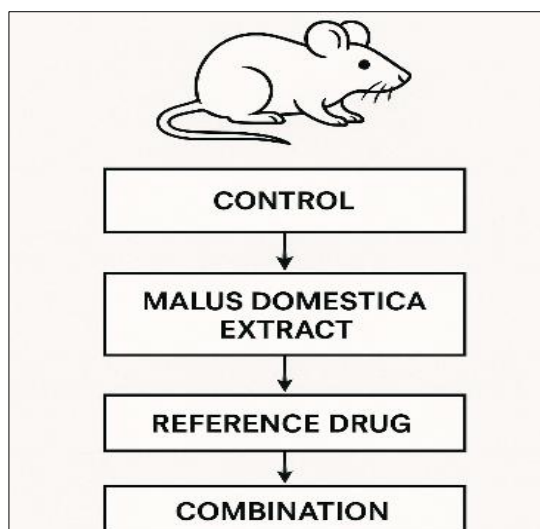 CONTROL
MALUS DOMESTICA
EXTRACT
REFERENCE DRUG
COMBINATION